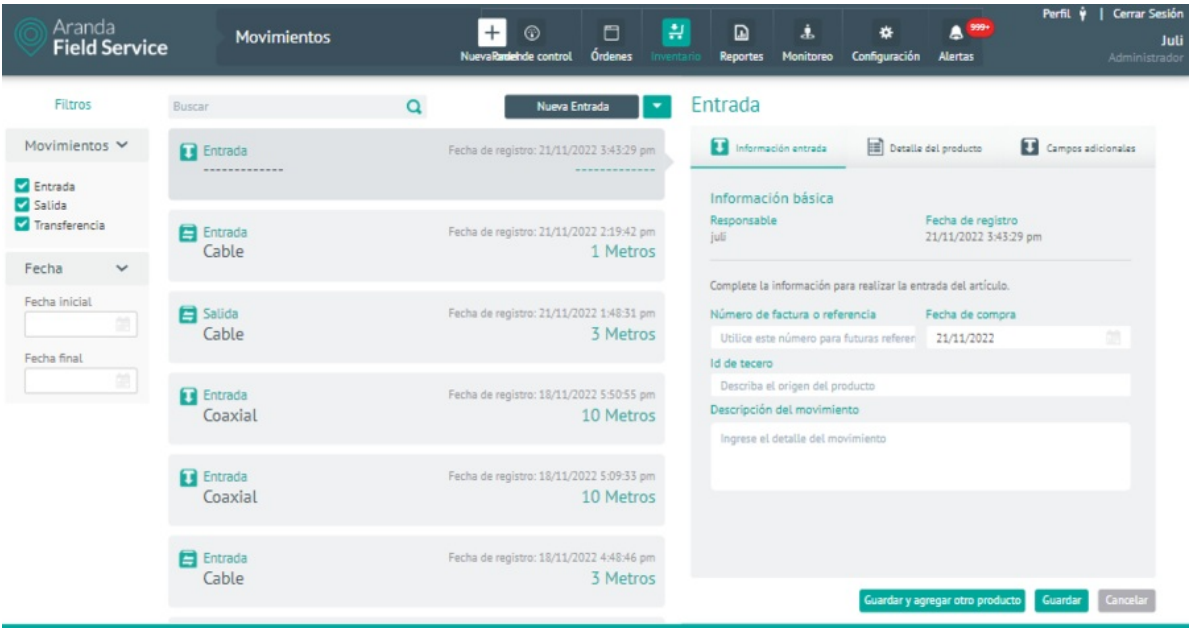 Aranda
Field Service
Movimientos
Nueva
de control
Órdenes
Inventario
Reportes
Monitoreo
Configuración
Alertas
999+
Perfil | Cerrar Sesión
Juli
Administrador
Filtros
Movimientos
Entrada
Salida
Transferencia
Fecha
Fecha inicial
Fecha final
Buscar
Nueva Entrada
Entrada
Fecha de registro: 21/11/2022 3:43:29 pm
-------------
-------------
Entrada
Fecha de registro: 21/11/2022 2:19:42 pm
Cable
1 Metros
Salida
Fecha de registro: 21/11/2022 1:48:31 pm
Cable
3 Metros
Entrada
Fecha de registro: 18/11/2022 5:50:55 pm
Coaxial
10 Metros
Entrada
Fecha de registro: 18/11/2022 5:09:33 pm
Coaxial
10 Metros
Entrada
Fecha de registro: 18/11/2022 4:48:46 pm
Cable
3 Metros
Entrada
Información entrada
Detalle del producto
Campos adicionales
Información básica
Responsable
juli
Fecha de registro
21/11/2022 3:43:29 pm
Complete la información para realizar la entrada del artículo.
Número de factura o referencia
Utilice este número para futuras referen
Fecha de compra
21/11/2022
Id de tecero
Describa el origen del producto
Descripción del movimiento
Ingrese el detalle del movimiento
Guardar y agregar otro producto
Guardar
Cancelar